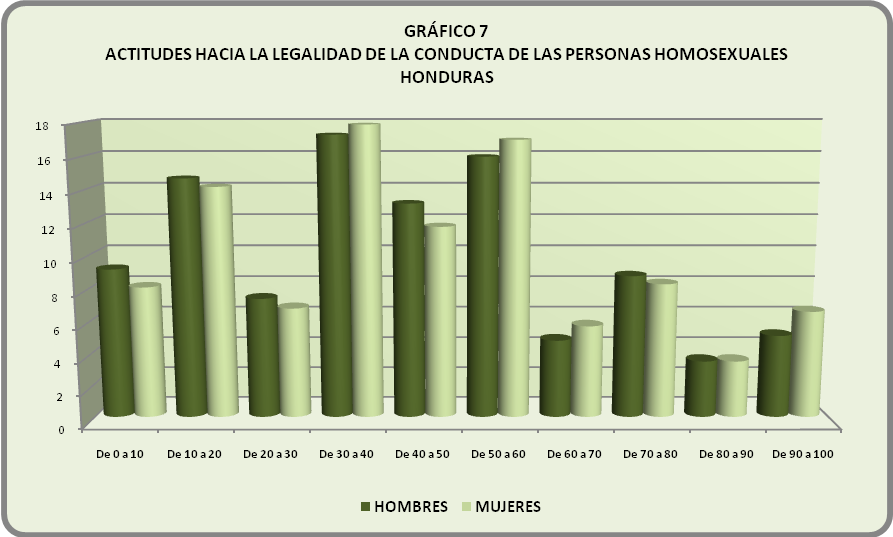 GRÁFICO 7
ACTITUDES HACIA LA LEGALIDAD DE LA CONDUCTA DE LAS PERSONAS HOMOSEXUALES
HONDURAS
18
16
14
12
10
8
6
4
2
0
De 0 a 10 De 10 a 20 De 20 a 30 De 30 a 40 De 40 a 50 De 50 a 60 De 60 a 70 De 70 a 80 De 80 a 90 De 90 a 100
HOMBRES MUJERES